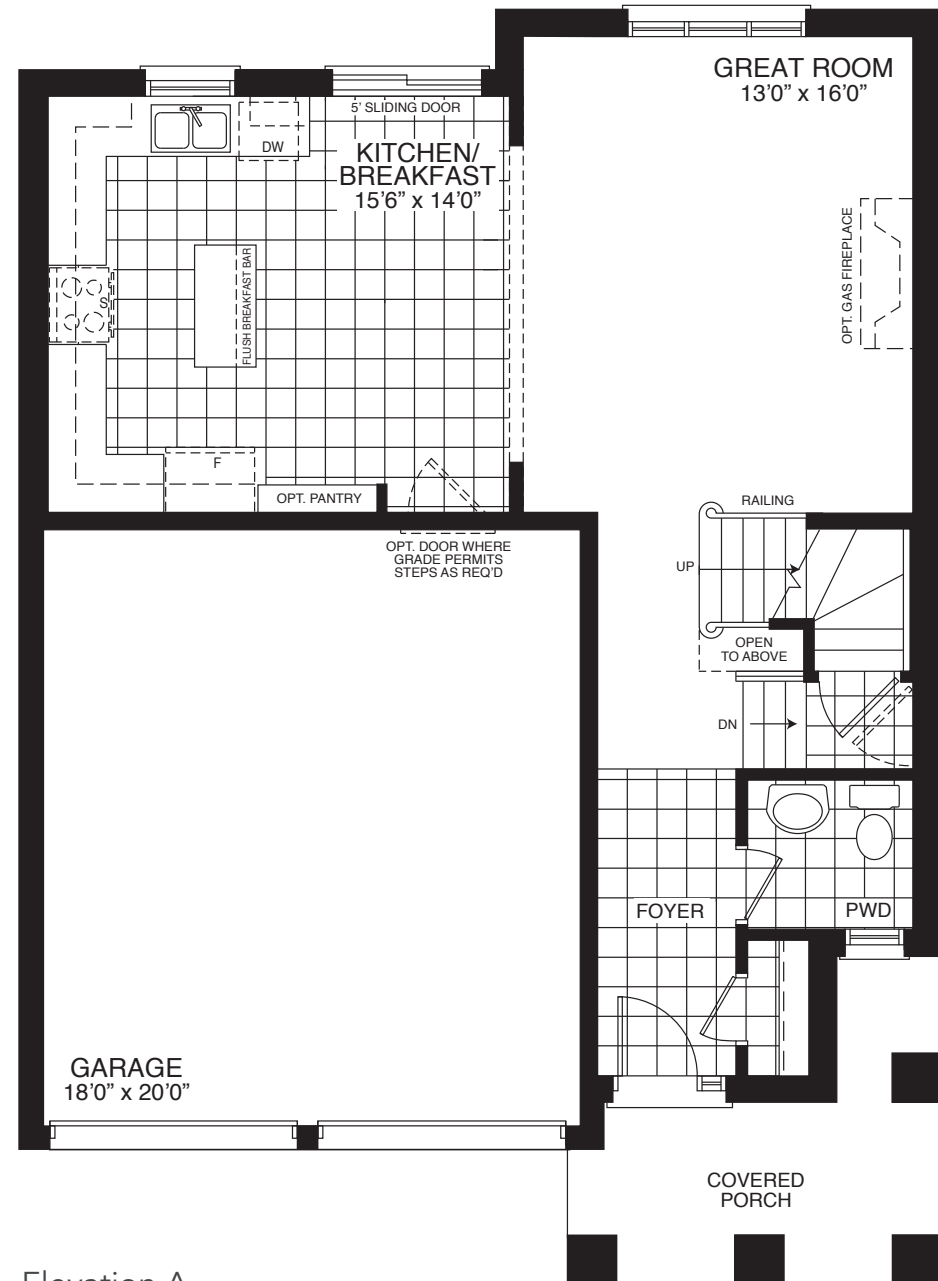 GREAT ROOM
13'0” x 16'0”
5' SLIDING DOOR
DW
KITCHEN/
BREAKFAST
15'6” x 14'0”
OPT. GAS FIREPLACE
FLUSH BREAKFAST BAR
S
F
OPT. PANTRY
RAILING
OPT. DOOR WHERE
GRADE PERMITS
STEPS AS REQ'D
UP
OPEN
TO ABOVE
DN
FOYER
PWD
GARAGE
18'0” x 20'0”
COVERED
PORCH
Elevation A